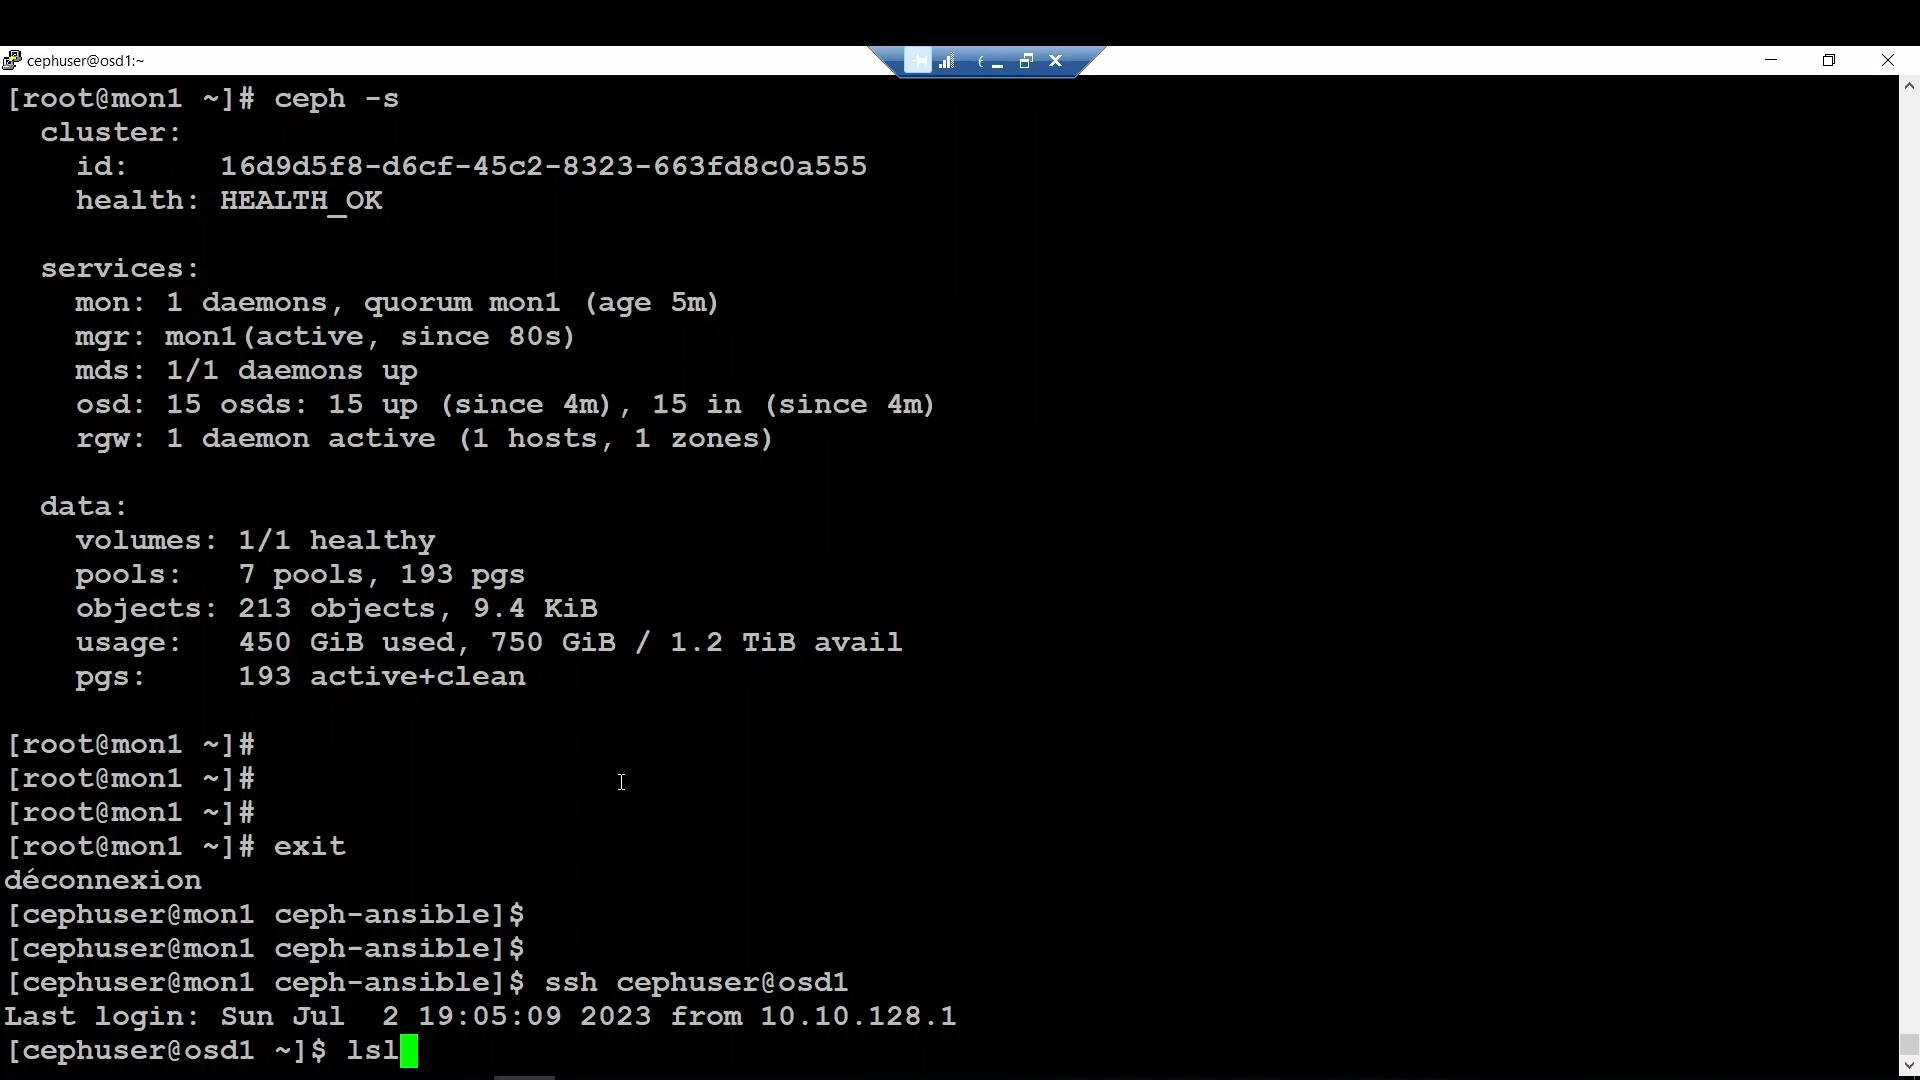 cephuser@osd1:~
[root@mon1 ~]# ceph -s
cluster:
id: 16d9d5f8-d6cf-45c2-8323-663fd8c0a555
health: HEALTH_OK
services:
mon: 1 daemons, quorum mon1 (age 5m)
mgr: mon1(active, since 80s)
mds: 1/1 daemons up
osd: 15 osds: 15 up (since 4m), 15 in (since 4m)
rgw: 1 daemon active (1 hosts, 1 zones)
data:
volumes: 1/1 healthy
pools: 7 pools, 193 pgs
objects: 213 objects, 9.4 KiB
usage: 450 GiB used, 750 GiB / 1.2 TiB avail
pgs: 193 active+clean
[root@mon1 ~]#
[root@mon1 ~]#
[root@mon1 ~]#
[root@mon1 ~]# exit
déconnexion
[cephuser@mon1 ceph-ansible]$
[cephuser@mon1 ceph-ansible]$
[cephuser@mon1 ceph-ansible]$ ssh cephuser@osd1
Last login: Sun Jul  2 19:05:09 2023 from 10.10.128.1
[cephuser@osd1 ~]$ lsl